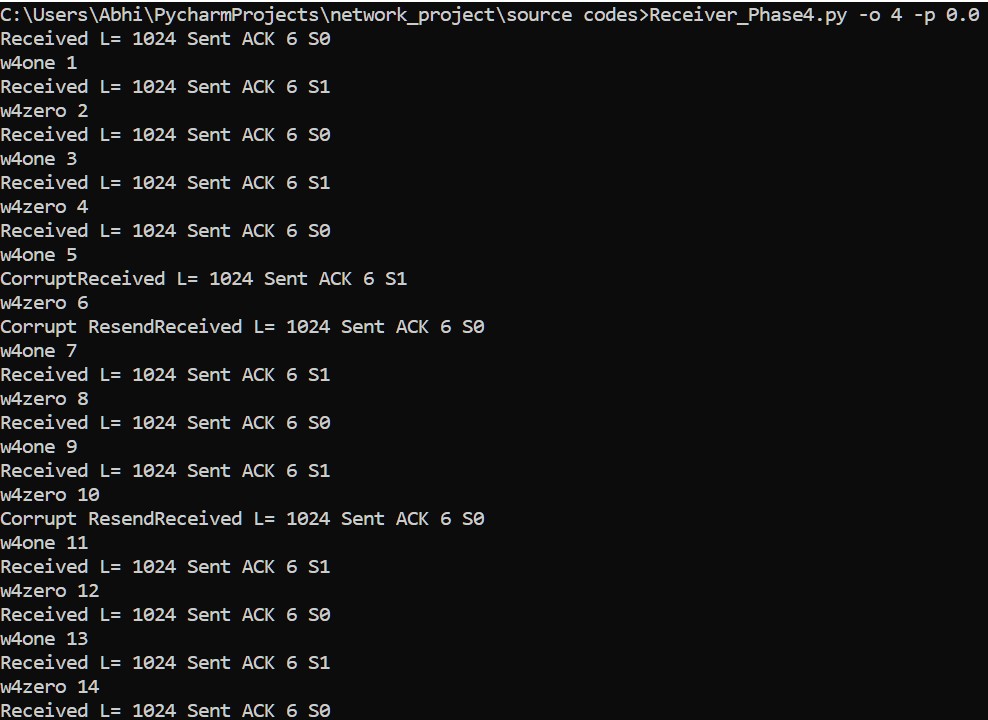 C:\Users\Abhi\PycharmProjects\network_project\source codes>Receiver_Phase4.py -o 4 -p 0.0
Received L= 1024 Sent ACK 6 S0
w4one 1
Received L= 1024 Sent ACK 6 S1
w4zero 2
Received L= 1024 Sent ACK 6 S0
w4one 3
Received L= 1024 Sent ACK 6 S1
w4zero 4
Received L= 1024 Sent ACK 6 S0
w4one 5
CorruptReceived L= 1024 Sent ACK 6 S1
w4zero 6
Corrupt ResendReceived L= 1024 Sent ACK 6 S0
w4one 7
Received L= 1024 Sent ACK 6 S1
w4zero 8
Received L= 1024 Sent ACK 6 S0
w4one 9
Received L= 1024 Sent ACK 6 S1
w4zero 10
Corrupt ResendReceived L= 1024 Sent ACK 6 S0
w4one 11
Received L= 1024 Sent ACK 6 S1
w4zero 12
Received L= 1024 Sent ACK 6 S0
w4one 13
Received L= 1024 Sent ACK 6 S1
w4zero 14
Received L= 1024 Sent ACK 6 S0